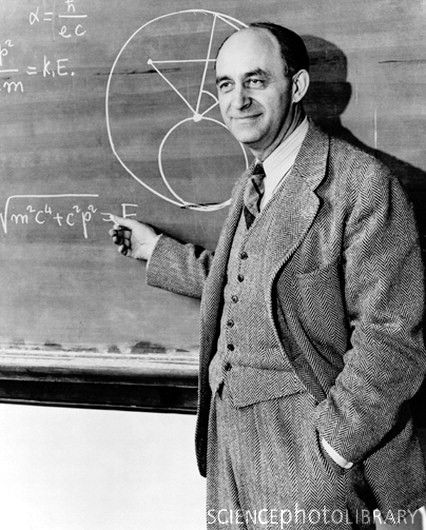 α = ħ / ec
p² / m = K.E.
√m²c⁴+c²p² = E
SCIENCEphotoLIBRARY